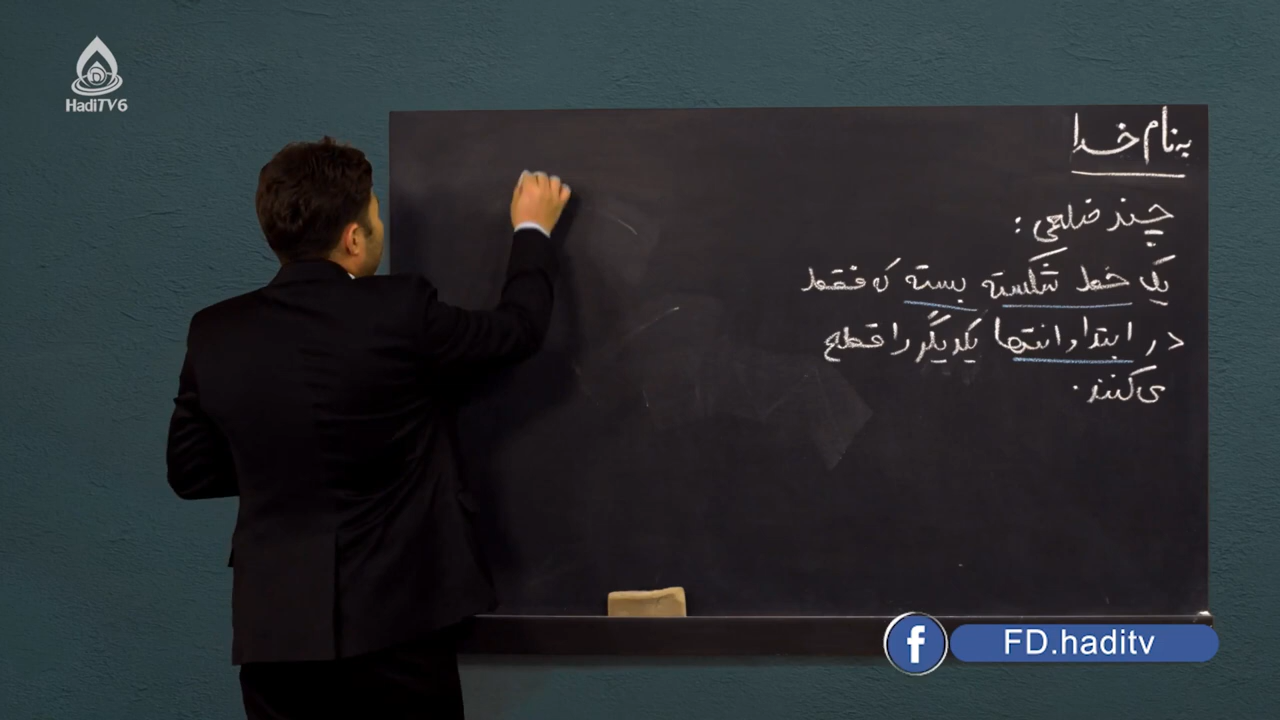 HadiTV6
به نام خدا
چند ضلعی :
یک خط شکسته بسته که فقط
در ابتدا و انتها یکدیگر را قطع
می کنند.
FD.haditv